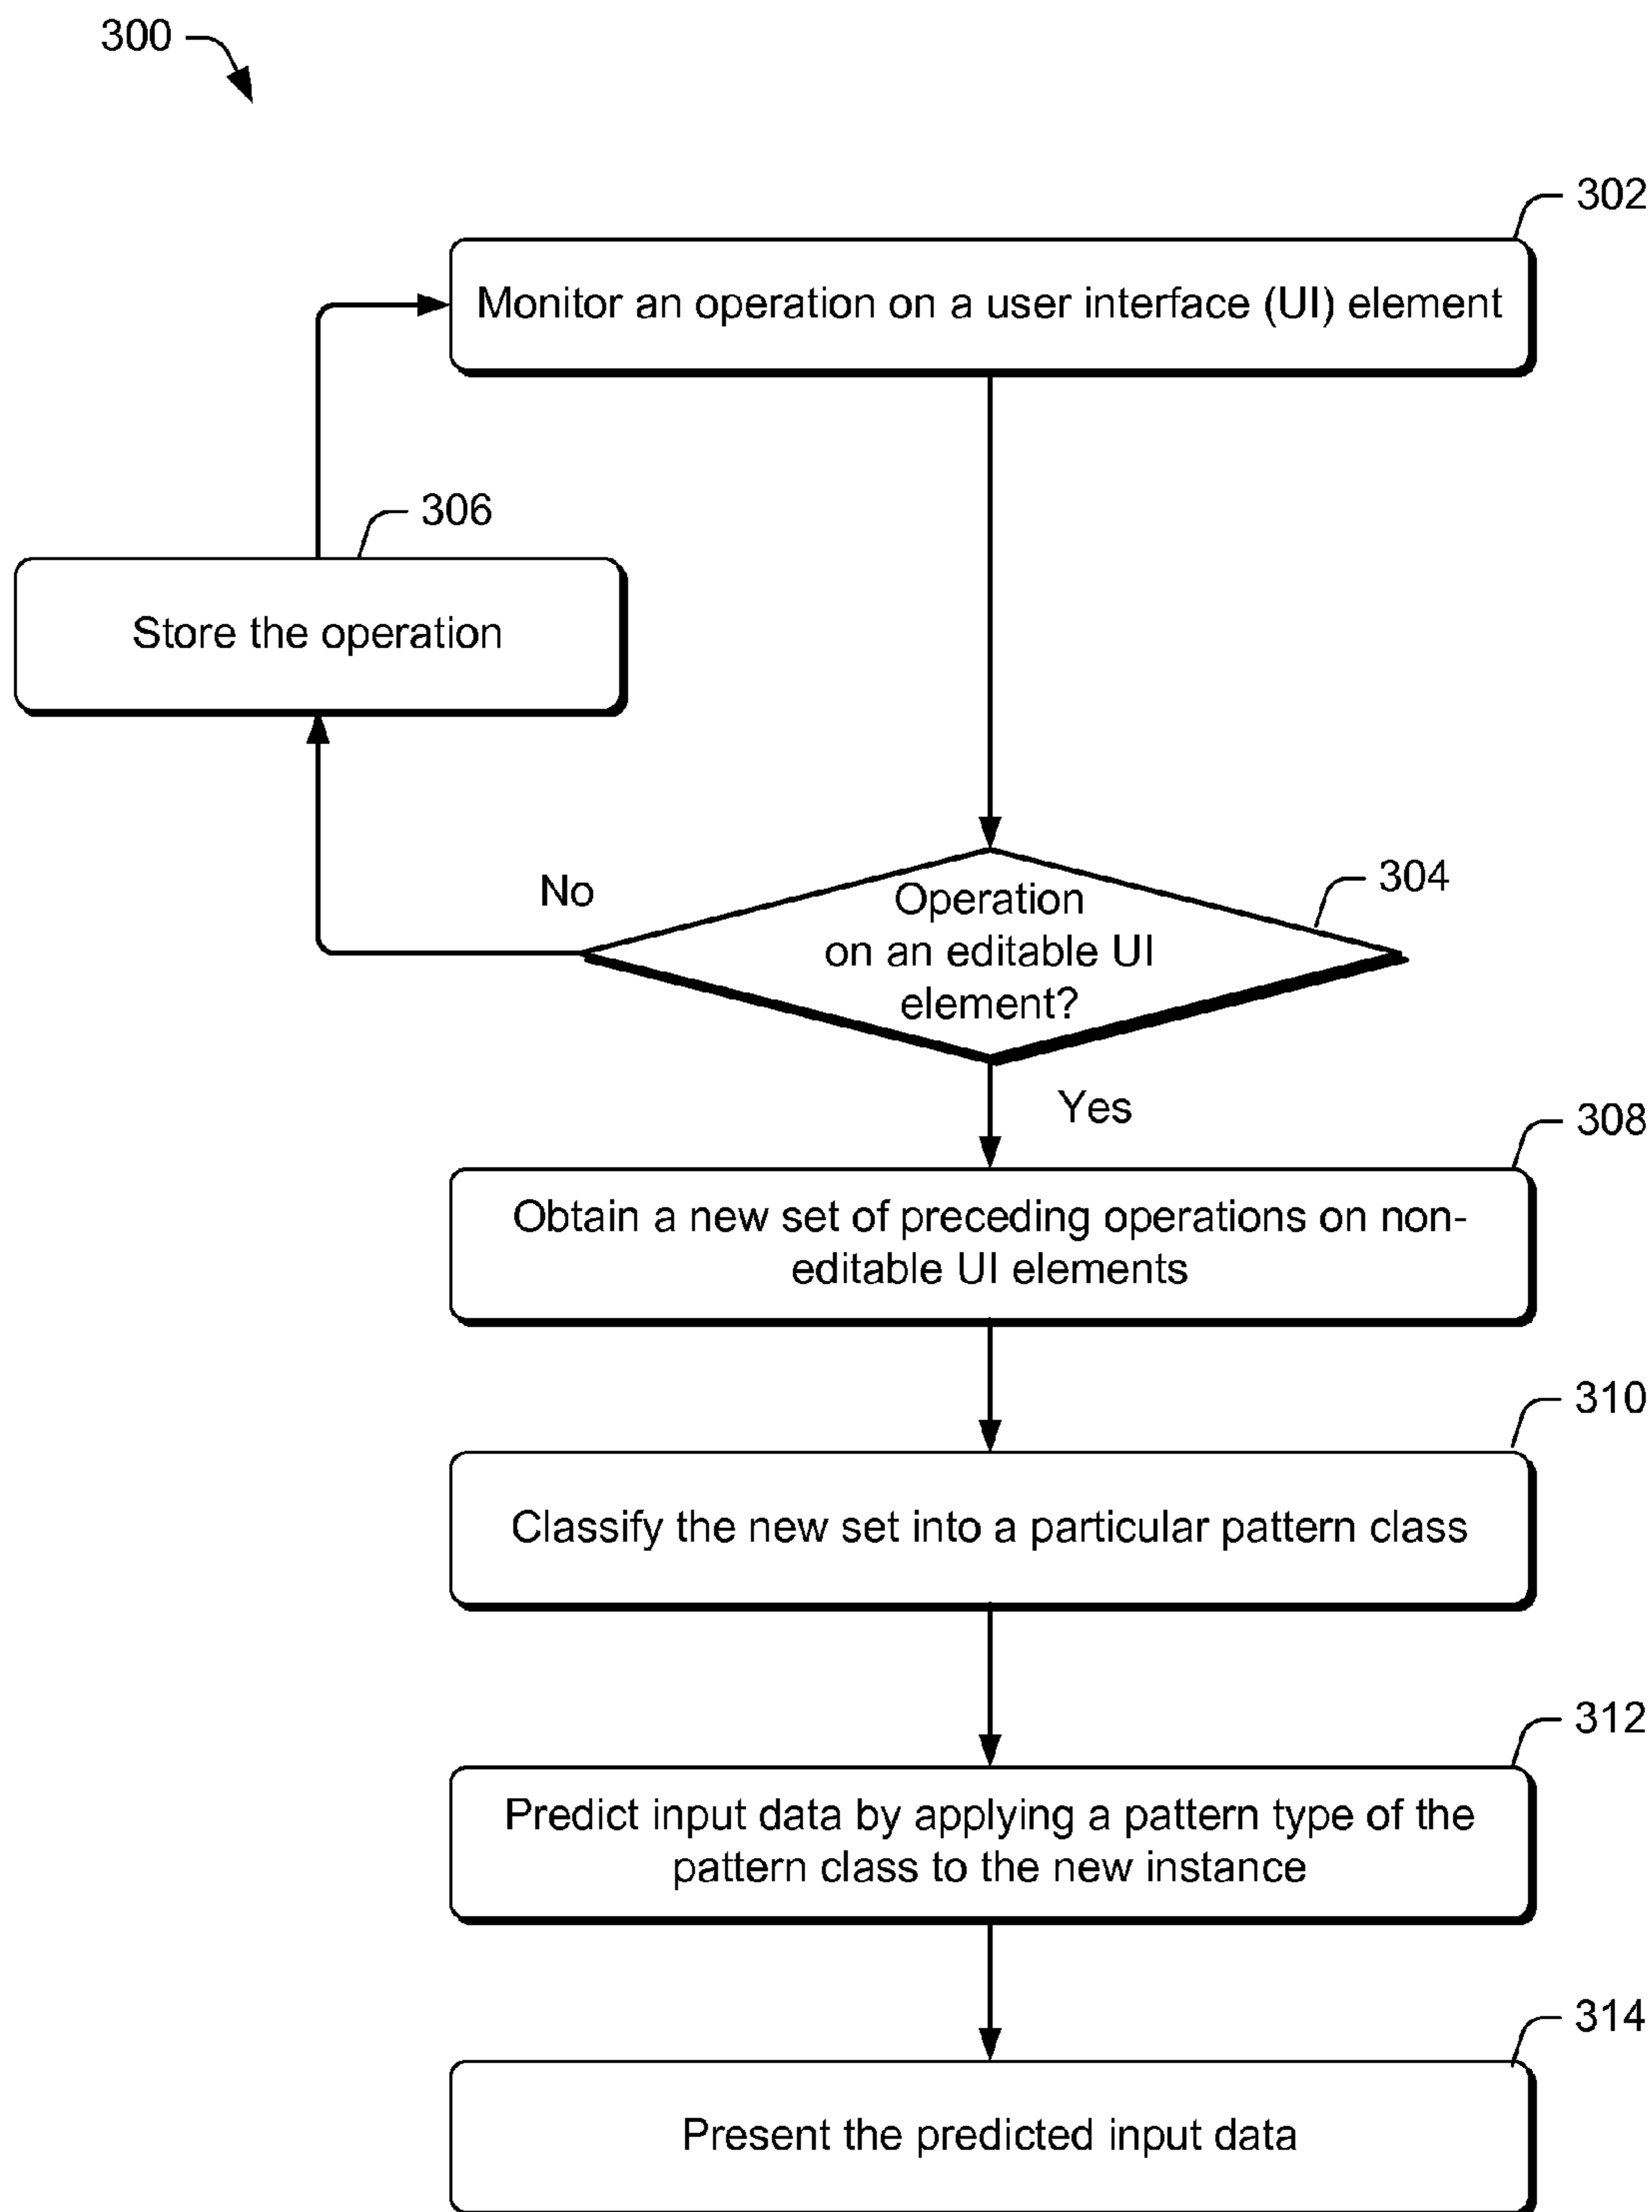 300
302
Monitor an operation on a user interface (UI) element
306
Store the operation
No
304
Operation
on an editable UI
element?
Yes
308
Obtain a new set of preceding operations on non-
editable UI elements
310
Classify the new set into a particular pattern class
312
Predict input data by applying a pattern type of the
pattern class to the new instance
314
Present the predicted input data